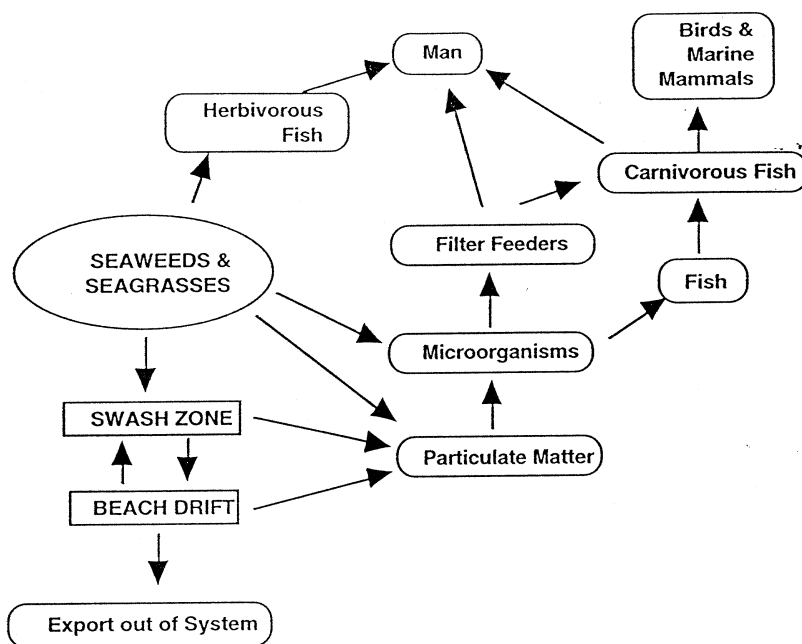 Birds &
Marine
Mammals
Man
Herbivorous
Fish
Carnivorous Fish
Filter Feeders
SEAWEEDS &
SEAGRASSES
Fish
Microorganisms
SWASH ZONE
Particulate Matter
BEACH DRIFT
Export out of System